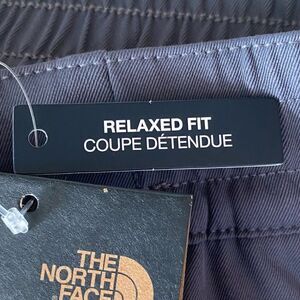 RELAXED FIT
COUPE DÉTENDUE
THE
NORTH
FACE